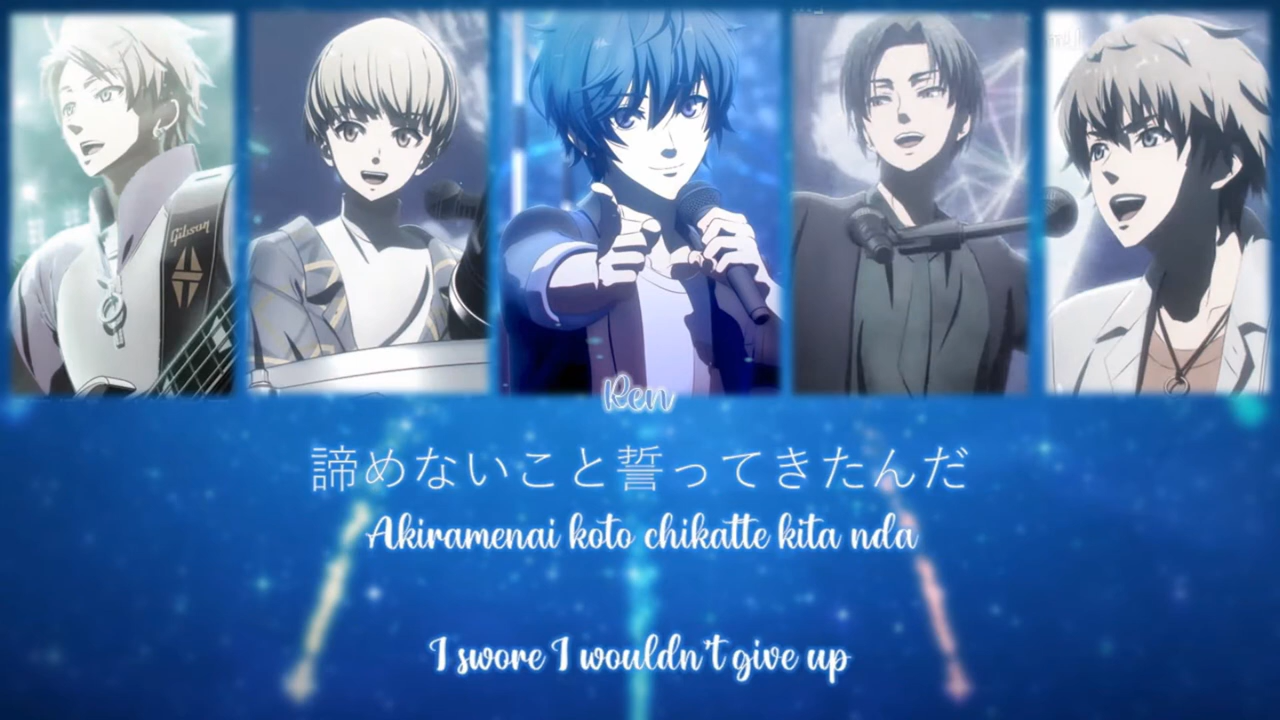 Gibson
Ren
諦めないこと誓ってきたんだ
Akiramenai koto chikatte kita nda
I swore I wouldn't give up